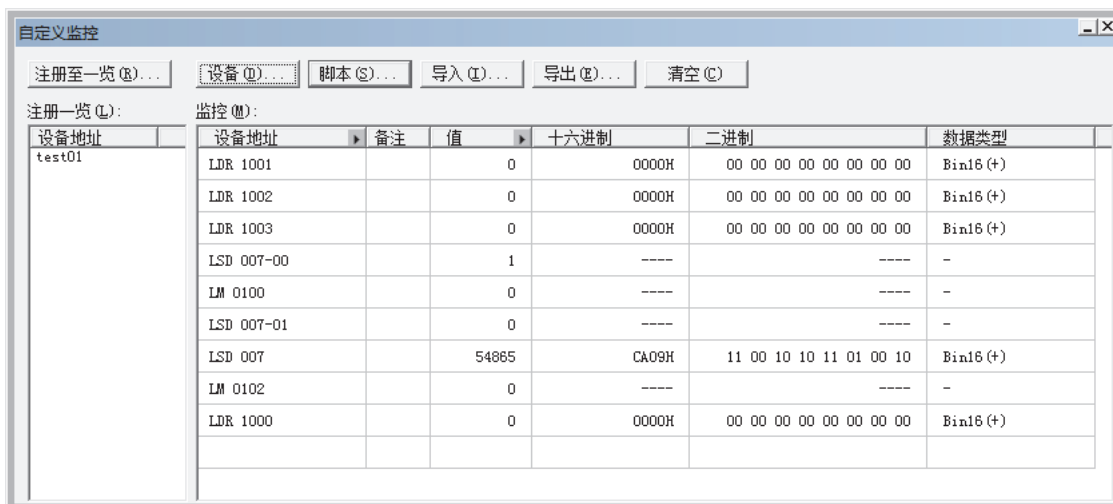 自定义监控
注册至一览(R)... 设备(D)... 脚本(S)... 导入(I)... 导出(E)... 清空(C)
注册一览(L): 监控(M):
设备地址 设备地址 备注 值 十六进制 二进制 数据类型
test01 LDR 1001 0 0000H 00 00 00 00 00 00 00 00 Bin16(+)
LDR 1002 0 0000H 00 00 00 00 00 00 00 00 Bin16(+)
LDR 1003 0 0000H 00 00 00 00 00 00 00 00 Bin16(+)
LSD 007-00 1 ---- ---- -
LM 0100 0 ---- ---- -
LSD 007-01 0 ---- ---- -
LSD 007 54865 CA09H 11 00 10 10 11 01 00 10 Bin16(+)
LM 0102 0 ---- ---- -
LDR 1000 0 0000H 00 00 00 00 00 00 00 00 Bin16(+)